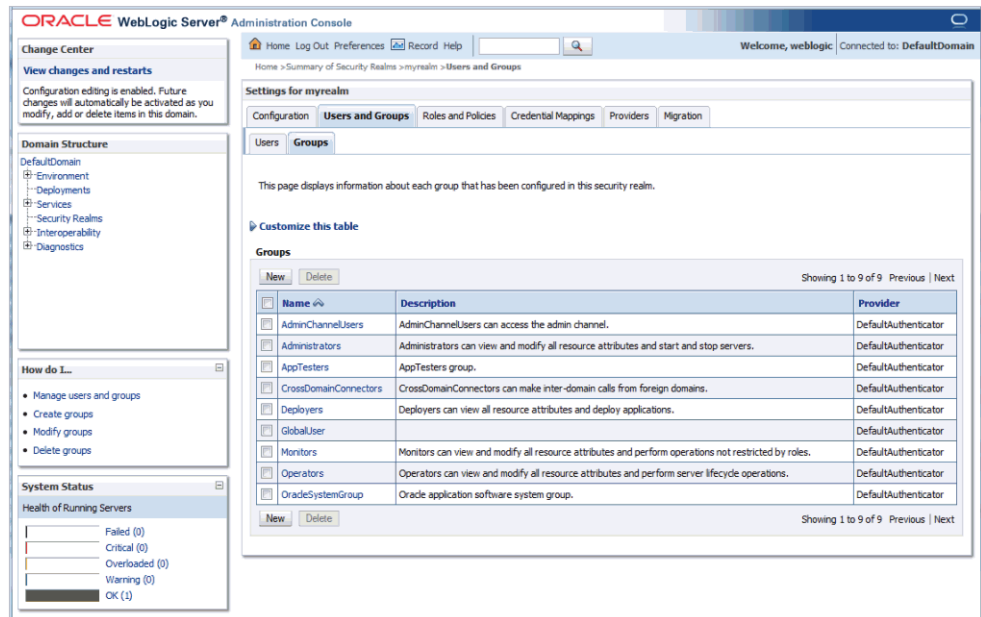 ORACLE WebLogic Server® Administration Console
Change Center
View changes and restarts
Configuration editing is enabled. Future
changes will automatically be activated as you
modify, add or delete items in this domain.
Domain Structure
DefaultDomain
Environment
Deployments
Services
Security Realms
Interoperability
Diagnostics
How do I...
Manage users and groups
Create groups
Modify groups
Delete groups
System Status
Health of Running Servers
Failed (0)
Critical (0)
Overloaded (0)
Warning (0)
OK (1)
Home Log Out Preferences Record Help
Welcome, weblogic Connected to: DefaultDomain
Home >Summary of Security Realms >myrealm >Users and Groups
Settings for myrealm
Configuration Users and Groups Roles and Policies Credential Mappings Providers Migration
Users Groups
This page displays information about each group that has been configured in this security realm.
Customize this table
Groups
New Delete Showing 1 to 9 of 9 Previous | Next
Name Description Provider
AdminChannelUsers AdminChannelUsers can access the admin channel. DefaultAuthenticator
Administrators Administrators can view and modify all resource attributes and start and stop servers. DefaultAuthenticator
AppTesters AppTesters group. DefaultAuthenticator
CrossDomainConnectors CrossDomainConnectors can make inter-domain calls from foreign domains. DefaultAuthenticator
Deployers Deployers can view all resource attributes and deploy applications. DefaultAuthenticator
GlobalUser DefaultAuthenticator
Monitors Monitors can view and modify all resource attributes and perform operations not restricted by roles. DefaultAuthenticator
Operators Operators can view and modify all resource attributes and perform server lifecycle operations. DefaultAuthenticator
OracleSystemGroup Oracle application software system group. DefaultAuthenticator
New Delete Showing 1 to 9 of 9 Previous | Next